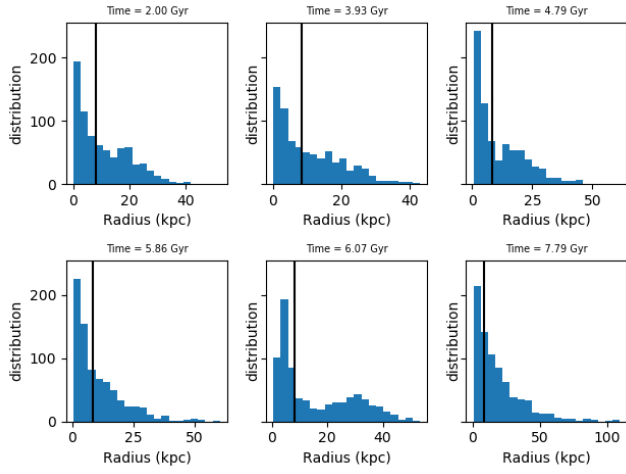 Time = 2.00 Gyr
Time = 3.93 Gyr
Time = 4.79 Gyr
distribution
200
100
0
0 20 40
Radius (kpc)
distribution
0 20 40
Radius (kpc)
distribution
0 25 50
Radius (kpc)
Time = 5.86 Gyr
Time = 6.07 Gyr
Time = 7.79 Gyr
distribution
200
100
0
0 25 50
Radius (kpc)
distribution
0 20 40
Radius (kpc)
distribution
0 50 100
Radius (kpc)